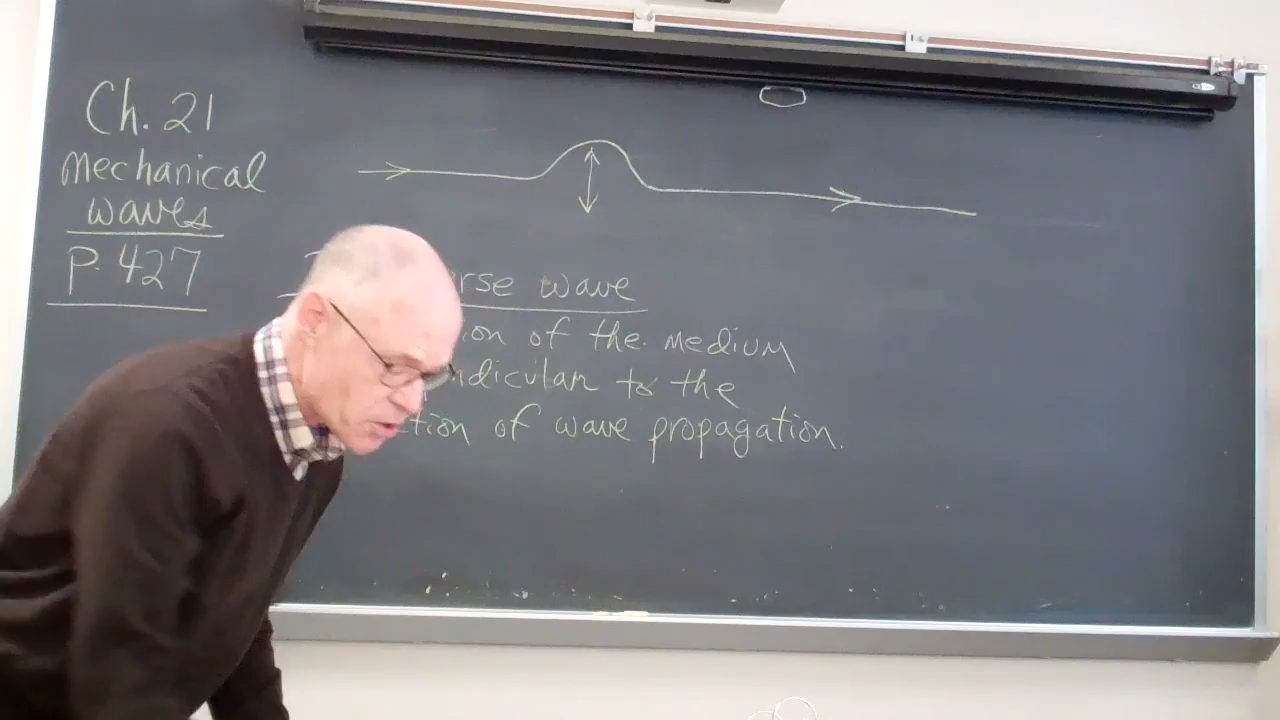 Ch. 21
Mechanical
waves
P. 427
rse wave
ion of the medium
ndicular to the
tion of wave propagation.